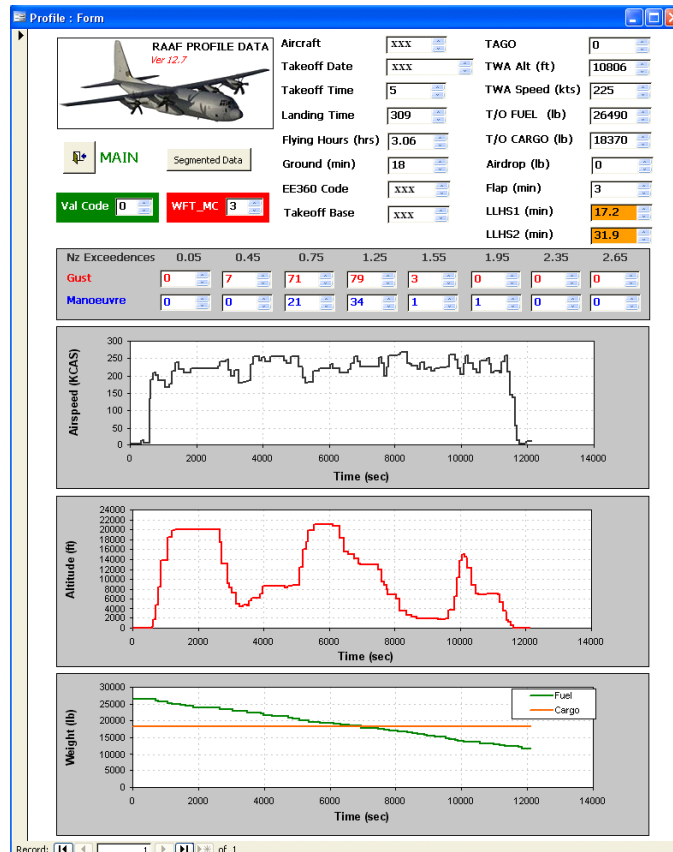 Profile : Form
RAAF PROFILE DATA
Ver 12.7
MAIN
Segmented Data
Val Code 0
WFT_MC 3
Aircraft xxx
Takeoff Date xxx
Takeoff Time 5
Landing Time 309
Flying Hours (hrs) 3.06
Ground (min) 18
EE360 Code xxx
Takeoff Base xxx
TAGO 0
TWA Alt (ft) 10806
TWA Speed (kts) 225
T/O FUEL (lb) 26490
T/O CARGO (lb) 18370
Airdrop (lb) 0
Flap (min) 3
LLHS1 (min) 17.2
LLHS2 (min) 31.9
Nz Exceedences 0.05 0.45 0.75 1.25 1.55 1.95 2.35 2.65
Gust 0 7 71 79 3 0 0 0
Manoeuvre 0 0 21 34 1 1 0 0
Airspeed (KCAS)
300
250
200
150
100
50
0
0 2000 4000 6000 8000 10000 12000 14000
Time (sec)
Altitude (ft)
24000
22000
20000
18000
16000
14000
12000
10000
8000
6000
4000
2000
0
0 2000 4000 6000 8000 10000 12000 14000
Time (sec)
Weight (lb)
30000
25000
20000
15000
10000
5000
0
Fuel
Cargo
0 2000 4000 6000 8000 10000 12000 14000
Time (sec)
Record: 1 of 1